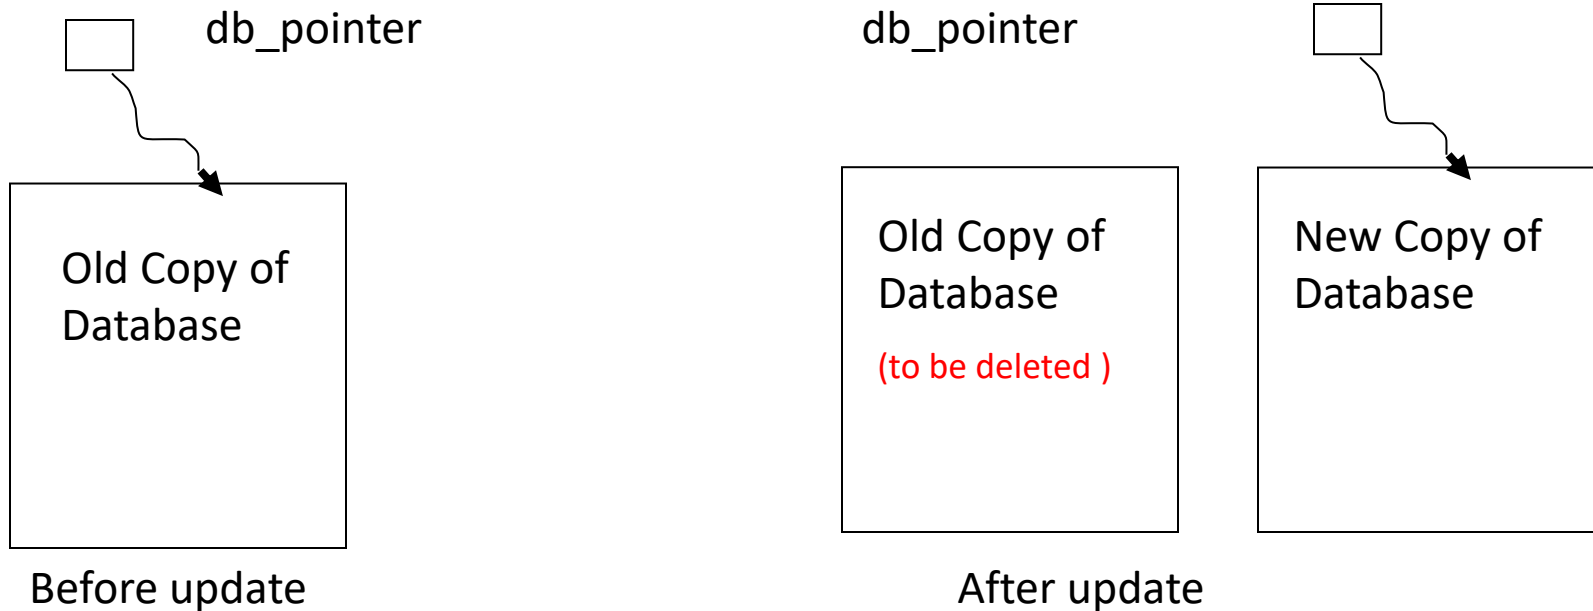 db_pointer
Old Copy of
Database
Before update
db_pointer
Old Copy of
Database
(to be deleted )
New Copy of
Database
After update